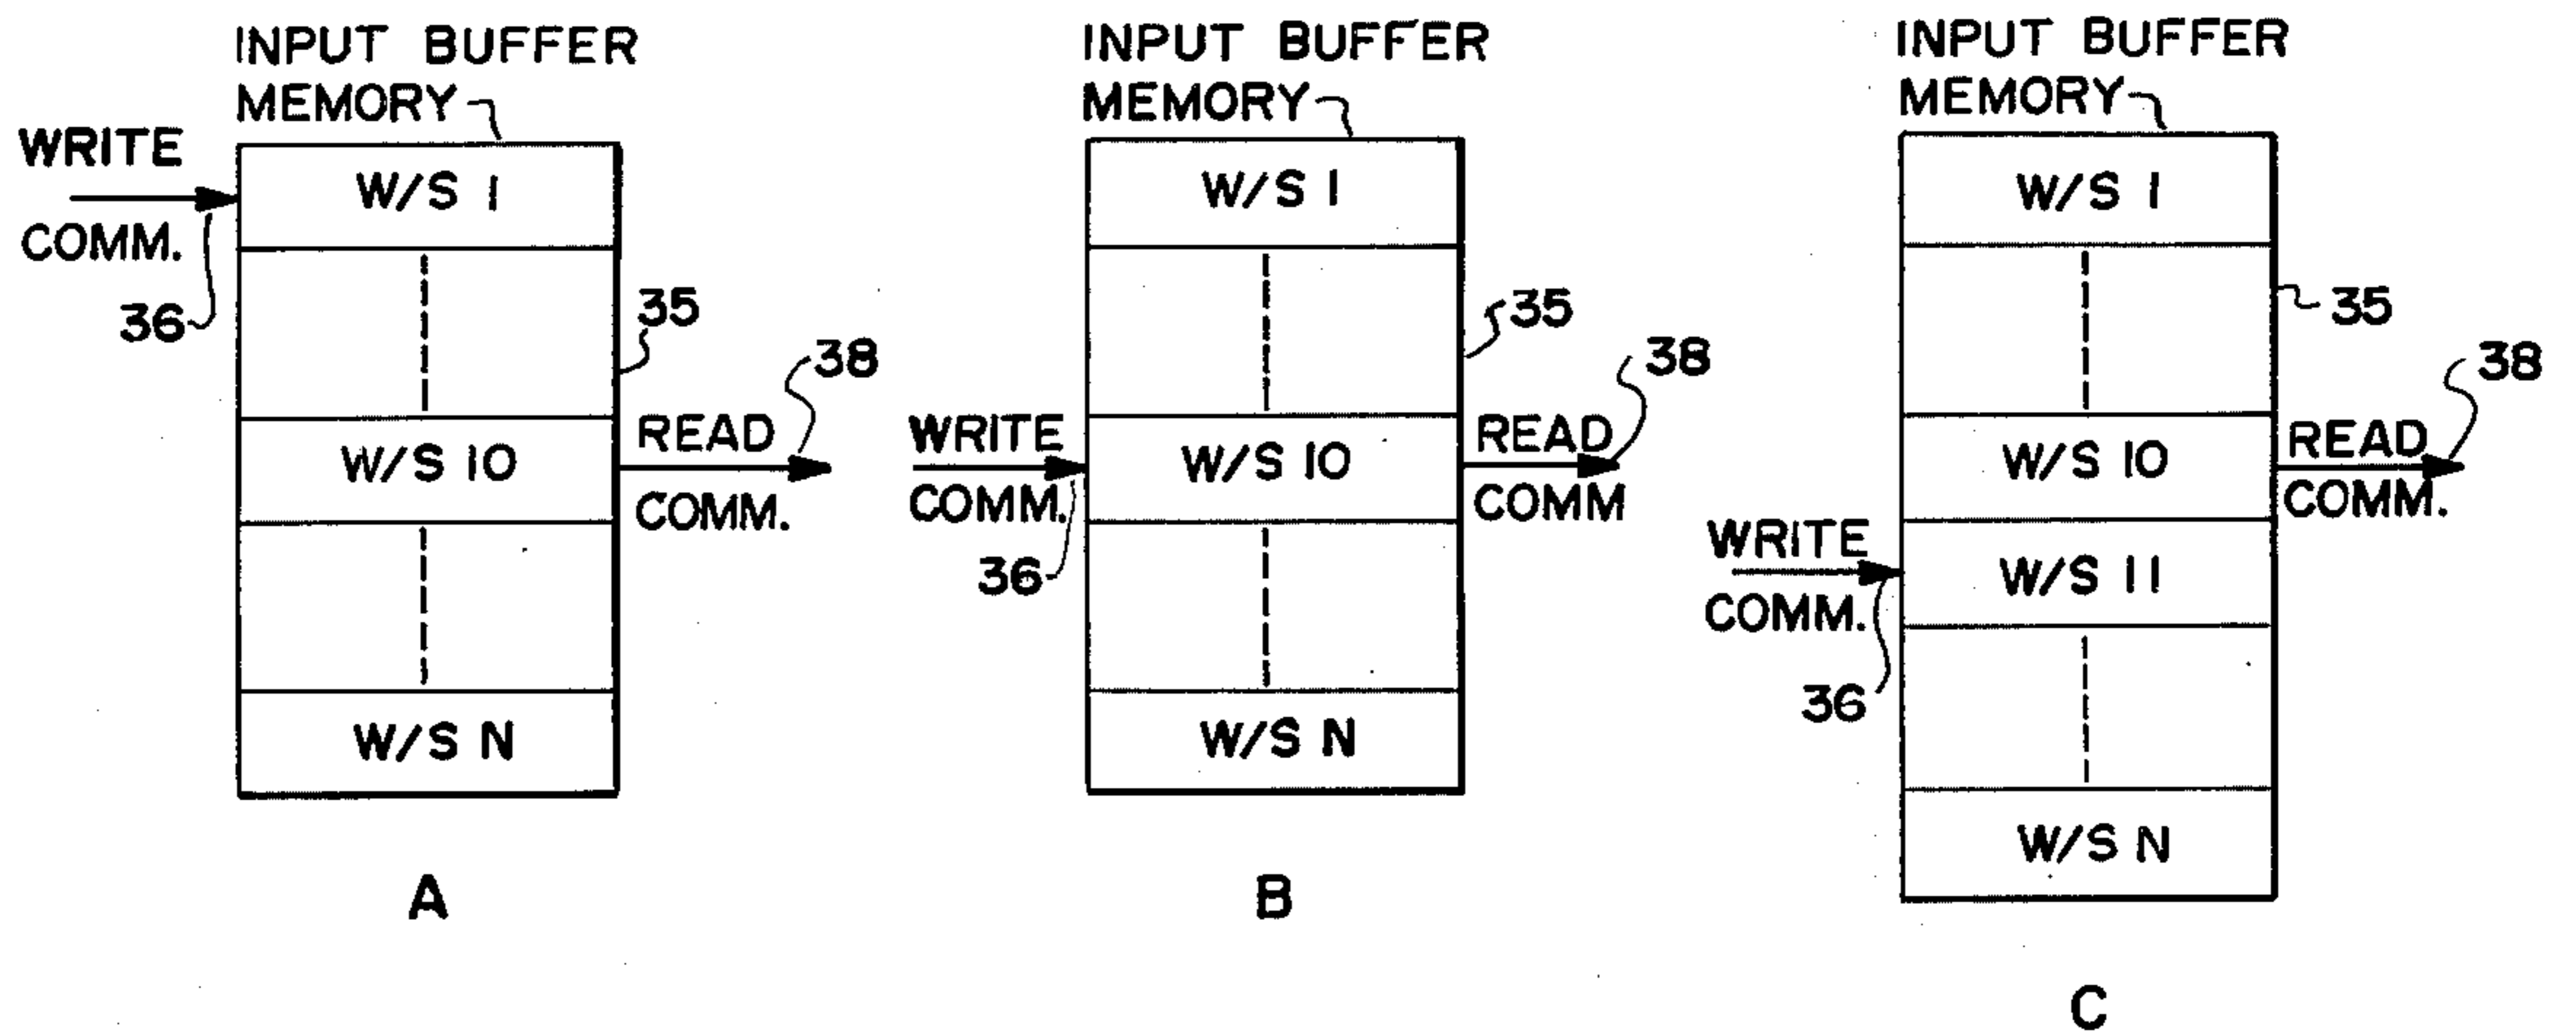 INPUT BUFFER
MEMORY
WRITE
COMM.
36
W/S 1
35
38
W/S 10
READ
COMM.
W/S N
A
INPUT BUFFER
MEMORY
W/S 1
35
38
WRITE
COMM.
36
W/S 10
READ
COMM
W/S N
B
INPUT BUFFER
MEMORY
W/S 1
35
38
W/S 10
READ
COMM.
WRITE
COMM.
36
W/S 11
W/S N
C